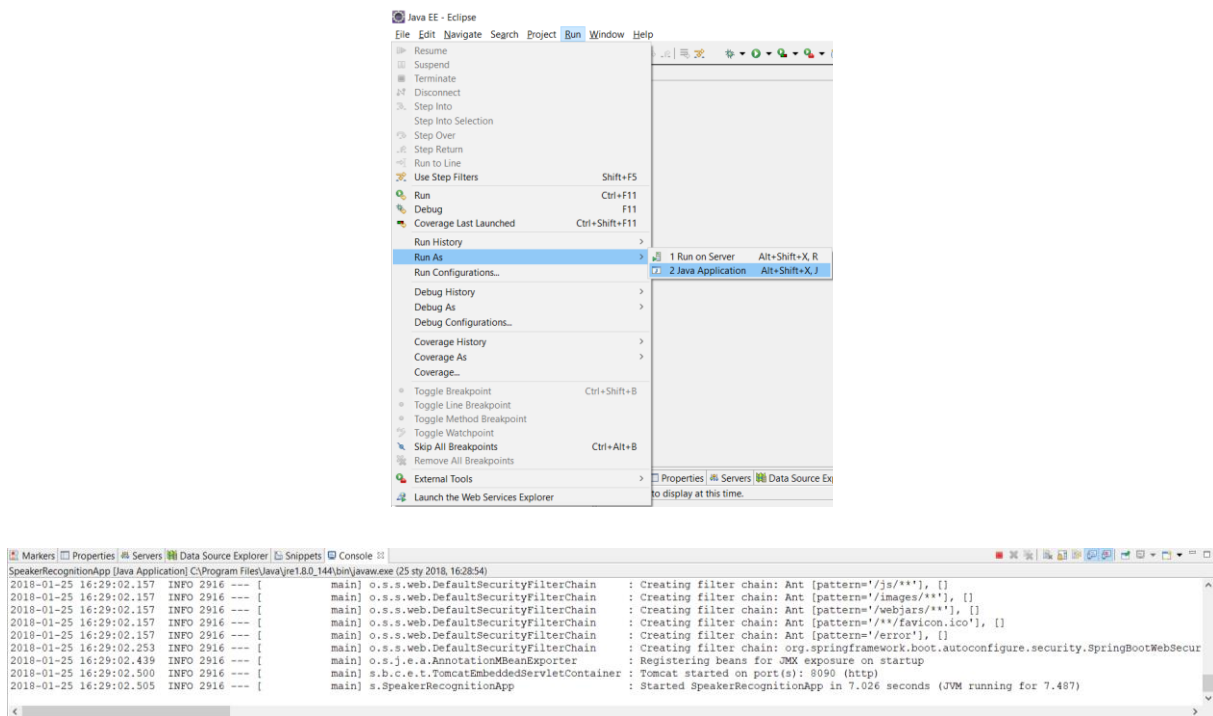 Java EE - Eclipse
File Edit Navigate Search Project Run Window Help
Resume
Suspend
Terminate
Disconnect
Step Into
Step Into Selection
Step Over
Step Return
Run to Line
Use Step Filters Shift+F5
Run Ctrl+F11
Debug F11
Coverage Last Launched Ctrl+Shift+F11
Run History
Run As
1 Run on Server Alt+Shift+X, R
Run Configurations...
2 Java Application Alt+Shift+X, J
Debug History
Debug As
Debug Configurations...
Coverage History
Coverage As
Coverage...
Toggle Breakpoint Ctrl+Shift+B
Toggle Line Breakpoint
Toggle Method Breakpoint
Toggle Watchpoint
Skip All Breakpoints Ctrl+Alt+B
Remove All Breakpoints
External Tools
Properties Servers Data Source Ex
Launch the Web Services Explorer
to display at this time.
Markers Properties Servers Data Source Explorer Snippets Console
SpeakerRecognitionApp [Java Application] C:\Program Files\Java\jre1.8.0_144\bin\javaw.exe (25 sty 2018, 16:28:54)
2018-01-25 16:29:02.157 INFO 2916 --- [ main] o.s.s.web.DefaultSecurityFilterChain : Creating filter chain: Ant [pattern='/js/**'], []
2018-01-25 16:29:02.157 INFO 2916 --- [ main] o.s.s.web.DefaultSecurityFilterChain : Creating filter chain: Ant [pattern='/images/**'], []
2018-01-25 16:29:02.157 INFO 2916 --- [ main] o.s.s.web.DefaultSecurityFilterChain : Creating filter chain: Ant [pattern='/webjars/**'], []
2018-01-25 16:29:02.157 INFO 2916 --- [ main] o.s.s.web.DefaultSecurityFilterChain : Creating filter chain: Ant [pattern='/**/favicon.ico'], []
2018-01-25 16:29:02.157 INFO 2916 --- [ main] o.s.s.web.DefaultSecurityFilterChain : Creating filter chain: Ant [pattern='/error'], []
2018-01-25 16:29:02.253 INFO 2916 --- [ main] o.s.s.web.DefaultSecurityFilterChain : Creating filter chain: org.springframework.boot.autoconfigure.security.SpringBootWebSecur
2018-01-25 16:29:02.439 INFO 2916 --- [ main] o.s.j.e.a.AnnotationMBeanExporter : Registering beans for JMX exposure on startup
2018-01-25 16:29:02.500 INFO 2916 --- [ main] s.b.c.e.t.TomcatEmbeddedServletContainer : Tomcat started on port(s): 8090 (http)
2018-01-25 16:29:02.505 INFO 2916 --- [ main] s.SpeakerRecognitionApp : Started SpeakerRecognitionApp in 7.026 seconds (JVM running for 7.487)